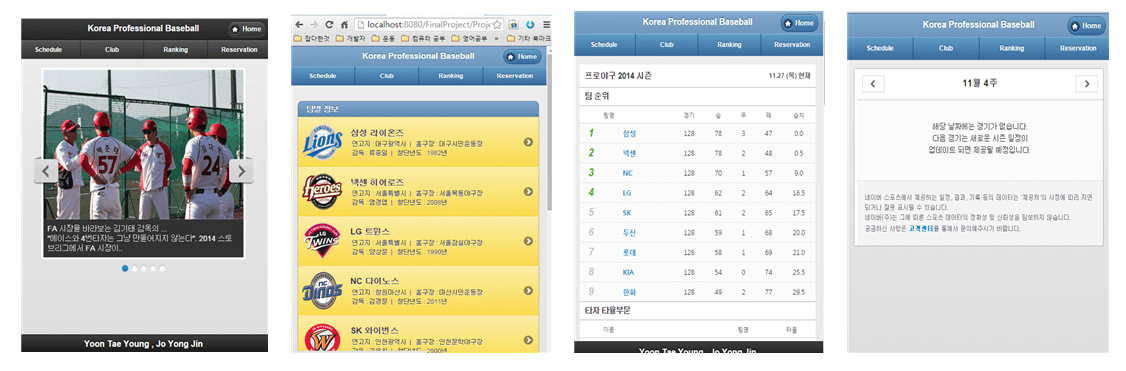 Korea Professional Baseball
Home
Schedule Club Ranking Reservation
57
24
FA 시장을 바라보는 김기태 감독의 ...
"에이스와 4번타자는 그냥 만들어지지 않는다". 2014 스토
브리그에서 FA 시장이..
Yoon Tae Young , Jo Yong Jin
localhost:8080/FinalProject/Proje
잡다한것 개발자 운동 컴퓨터 공부 영어공부 » 기타 북마크
Korea Professional Baseball
Home
Schedule Club Ranking Reservation
팀별 정보
Lions
삼성 라이온즈
연고지 : 대구광역시 | 홈구장 : 대구시민운동장
감독 : 류중일 | 창단년도 : 1982년
Heroes
넥센 히어로즈
연고지 : 서울특별시 | 홈구장 : 서울목동야구장
감독 : 염경엽 | 창단년도 : 2008년
LG
TWINS
LG 트윈스
연고지 : 서울특별시 | 홈구장 : 서울잠실야구장
감독 : 양상문 | 창단년도 : 1990년
NC
DINOS
NC 다이노스
연고지 : 창원마산시 | 홈구장 : 마산시민운동장
감독 : 김경문 | 창단년도 : 2011년
W
SK 와이번스
연고지 : 인천광역시 | 홈구장 : 인천문학야구장
Korea Professional Baseball
Home
Schedule Club Ranking Reservation
프로야구 2014 시즌 11.27 (목) 현재
팀 순위
팀명 경기 승 무 패 승차
1 삼성 128 78 3 47 0.0
2 넥센 128 78 2 48 0.5
3 NC 128 70 1 57 9.0
4 LG 128 62 2 64 16.5
5 SK 128 61 2 65 17.5
6 두산 128 59 1 68 20.0
7 롯데 128 58 1 69 21.0
8 KIA 128 54 0 74 25.5
9 한화 128 49 2 77 29.5
타자 타율부문
이름 팀명 타율
Yoon Tae Young , Jo Yong Jin
Korea Professional Baseball
Home
Schedule Club Ranking Reservation
11월 4주
해당 날짜에는 경기가 없습니다.
다음 경기는 새로운 시즌 일정이
업데이트 되면 제공될 예정입니다.
네이버 스포츠에서 제공하는 일정, 결과, 기록 등의 데이터는 '제공처'의 사정에 따라 지연
되거나 잘못 표시될 수 있습니다.
네이버(주)는 그에 따른 스포츠 데이터의 정확성 및 신뢰성을 담보하지 않습니다.
궁금하신 사항은 고객센터를 통해서 문의해주시기 바랍니다.